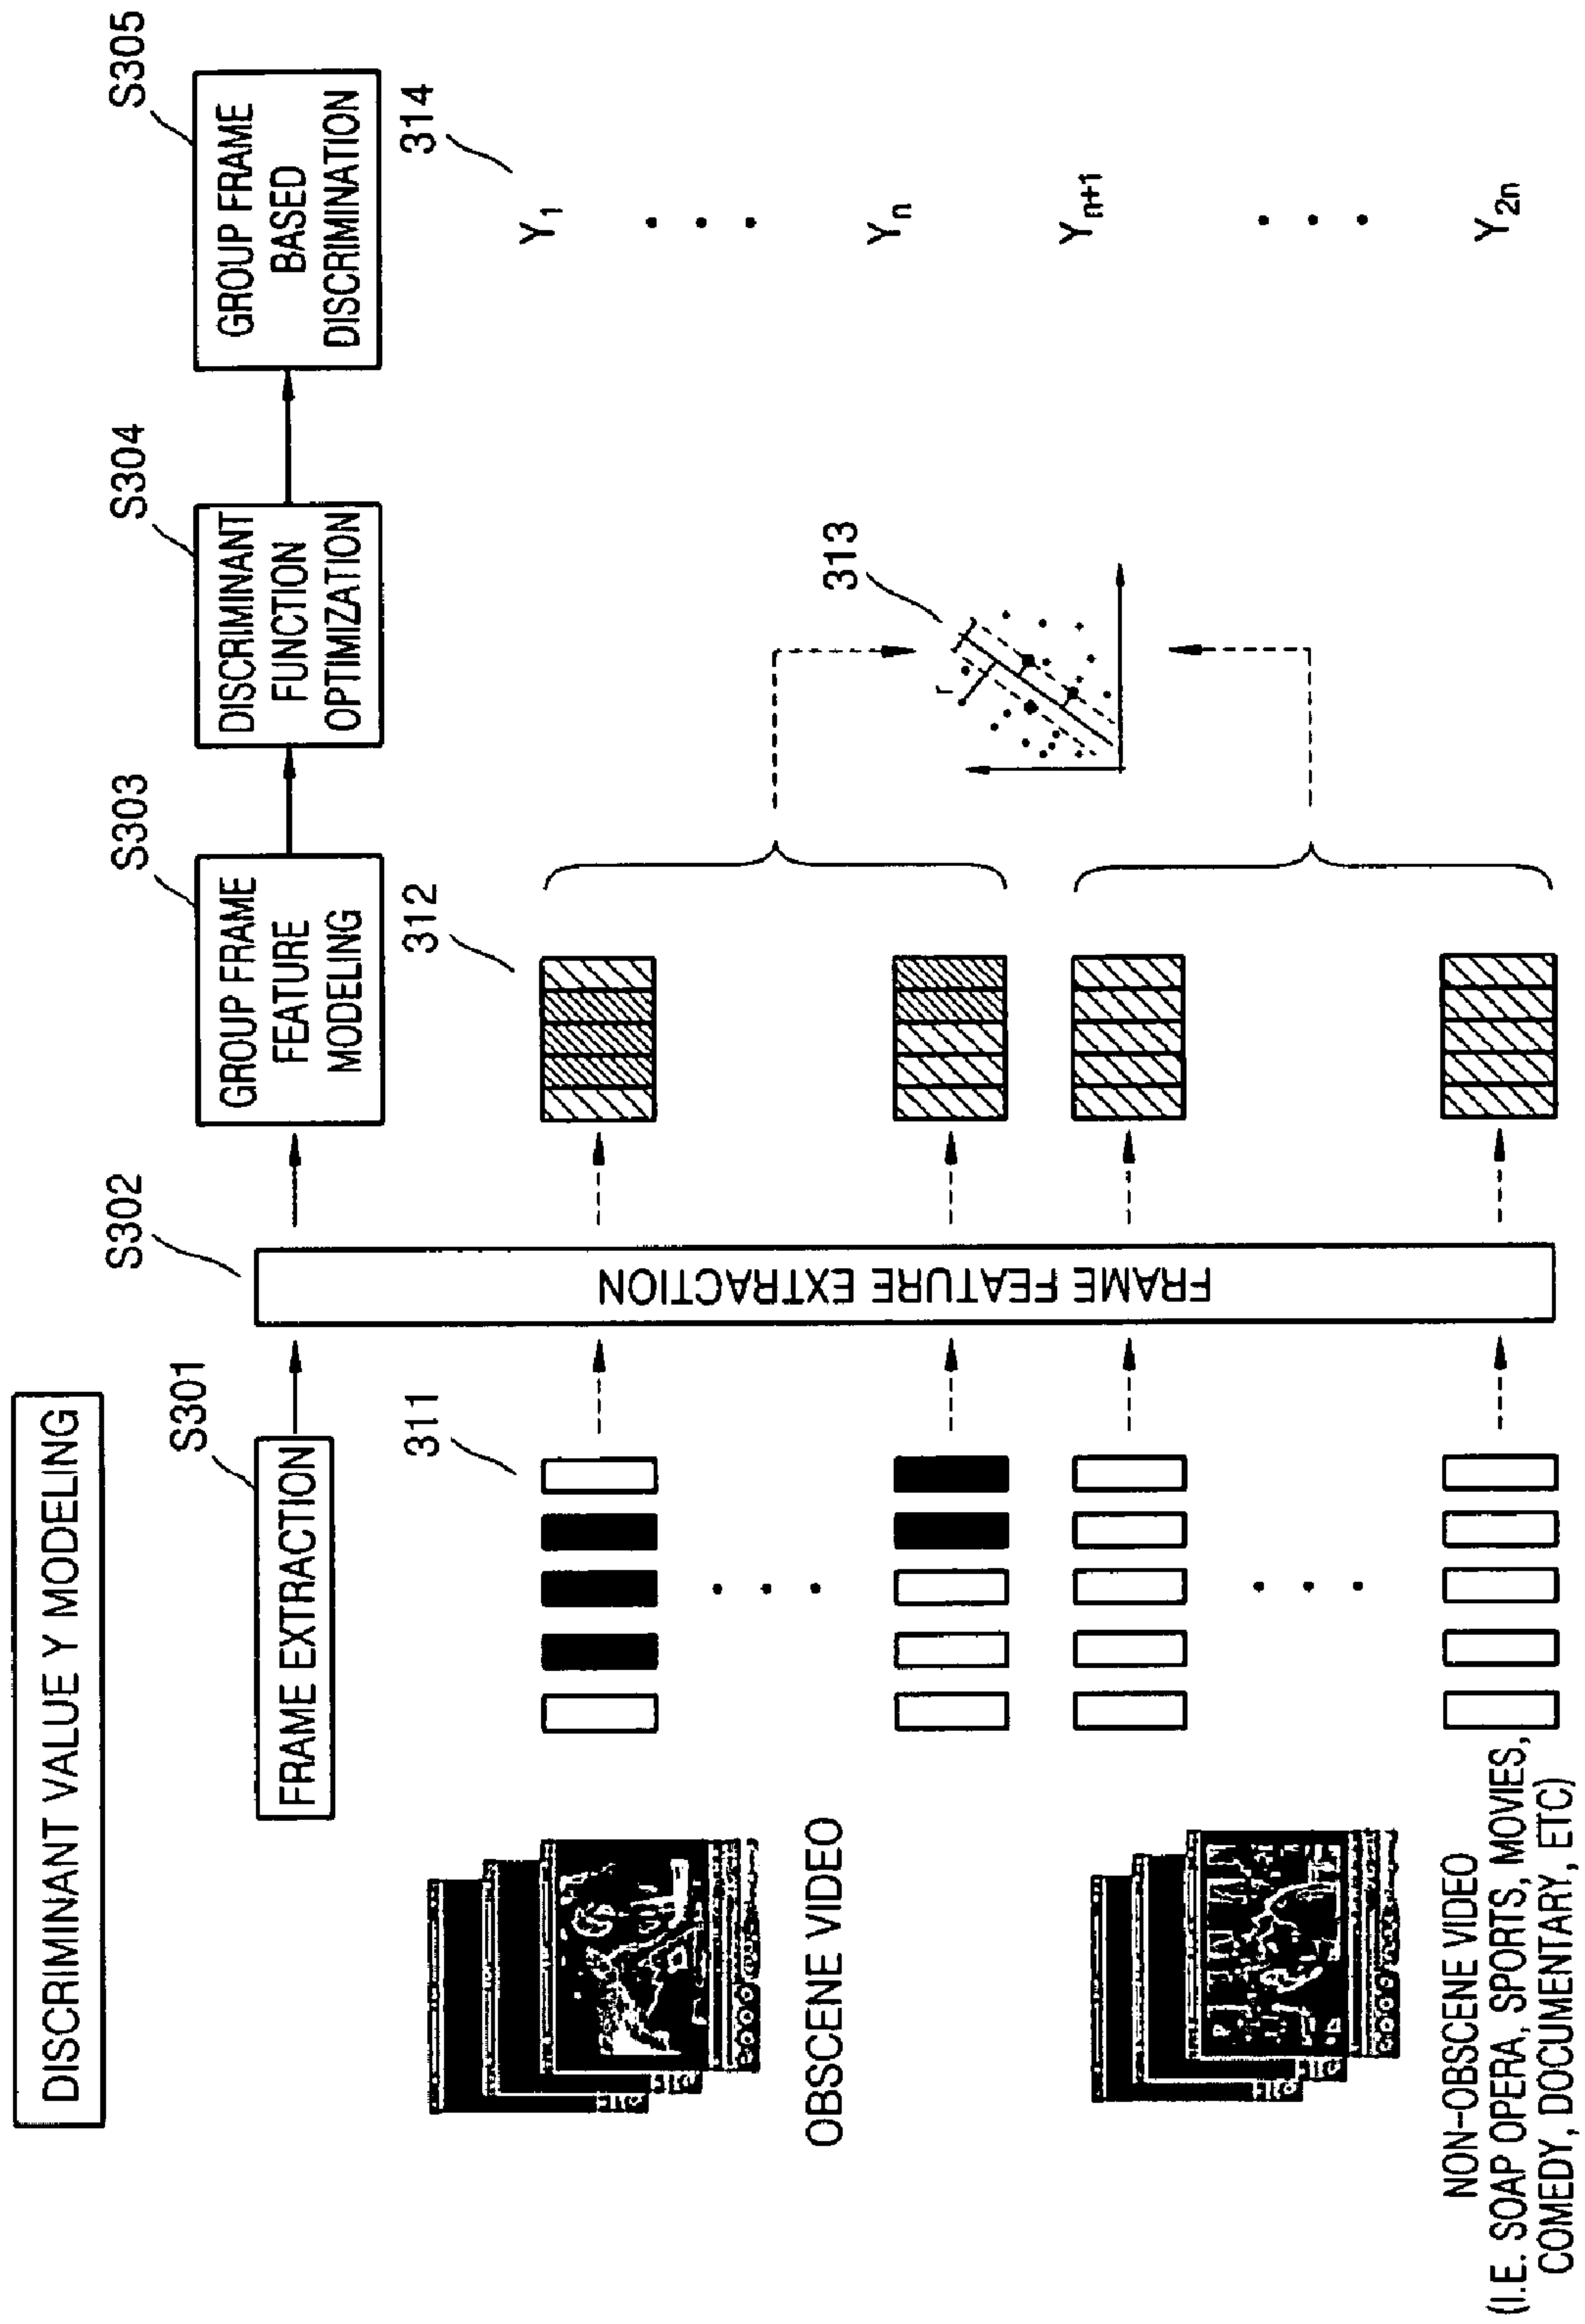 DISCRIMINANT VALUE Y MODELING
S301
FRAME EXTRACTION
S302
FRAME FEATURE EXTRACTION
S303
GROUP FRAME
FEATURE
MODELING
S304
DISCRIMINANT
FUNCTION
OPTIMIZATION
S305
GROUP FRAME
BASED
DISCRIMINATION
311
312
313
r
314
Y1
Yn
Yn+1
Y2n
OBSCENE VIDEO
NON-OBSCENE VIDEO
(I.E. SOAP OPERA, SPORTS, MOVIES,
COMEDY, DOCUMENTARY, ETC)